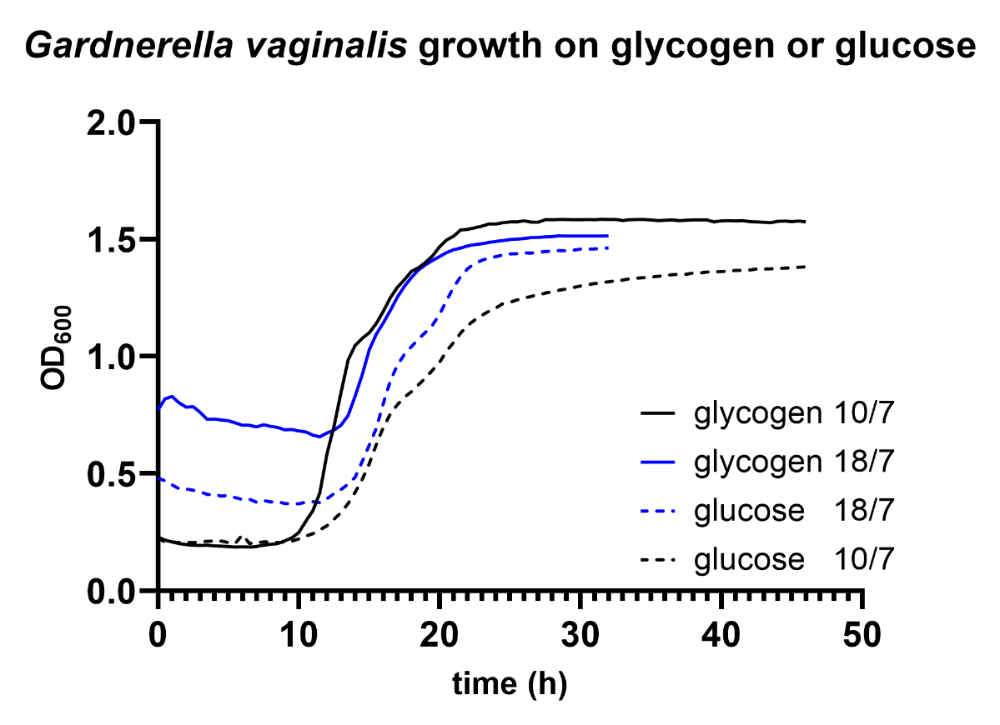 Gardnerella vaginalis growth on glycogen or glucose
2.0
1.5
1.0
0.5
0.0
OD600
0
10
20
30
40
50
time (h)
glycogen 10/7
glycogen 18/7
glucose 18/7
glucose 10/7